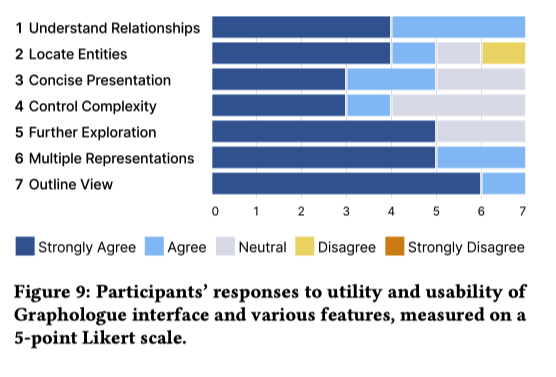 1 Understand Relationships
2 Locate Entities
3 Concise Presentation
4 Control Complexity
5 Further Exploration
6 Multiple Representations
7 Outline View
0 1 2 3 4 5 6 7
Strongly Agree Agree Neutral Disagree Strongly Disagree
Figure 9: Participants’ responses to utility and usability of
Graphologue interface and various features, measured on a
5-point Likert scale.